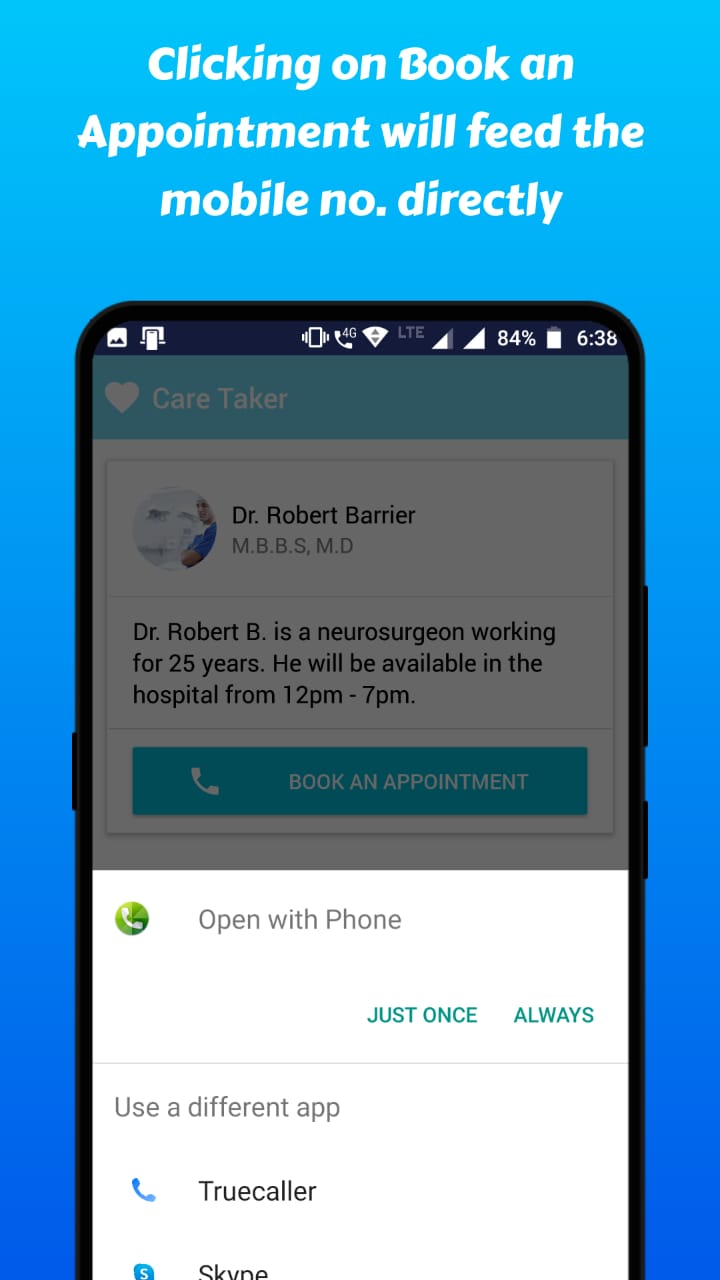 Clicking on Book an
Appointment will feed the
mobile no. directly
4G LTE 84% 6:38
Care Taker
Dr. Robert Barrier
M.B.B.S, M.D
Dr. Robert B. is a neurosurgeon working
for 25 years. He will be available in the
hospital from 12pm - 7pm.
BOOK AN APPOINTMENT
Open with Phone
JUST ONCE ALWAYS
Use a different app
Truecaller
S
Skype